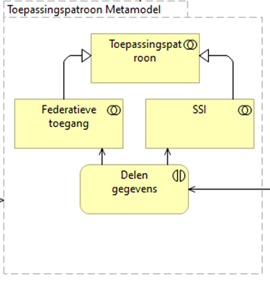 Toepassingspatroon Metamodel
Toepassingspat
roon
Federatieve
toegang
SSI
Delen
gegevens